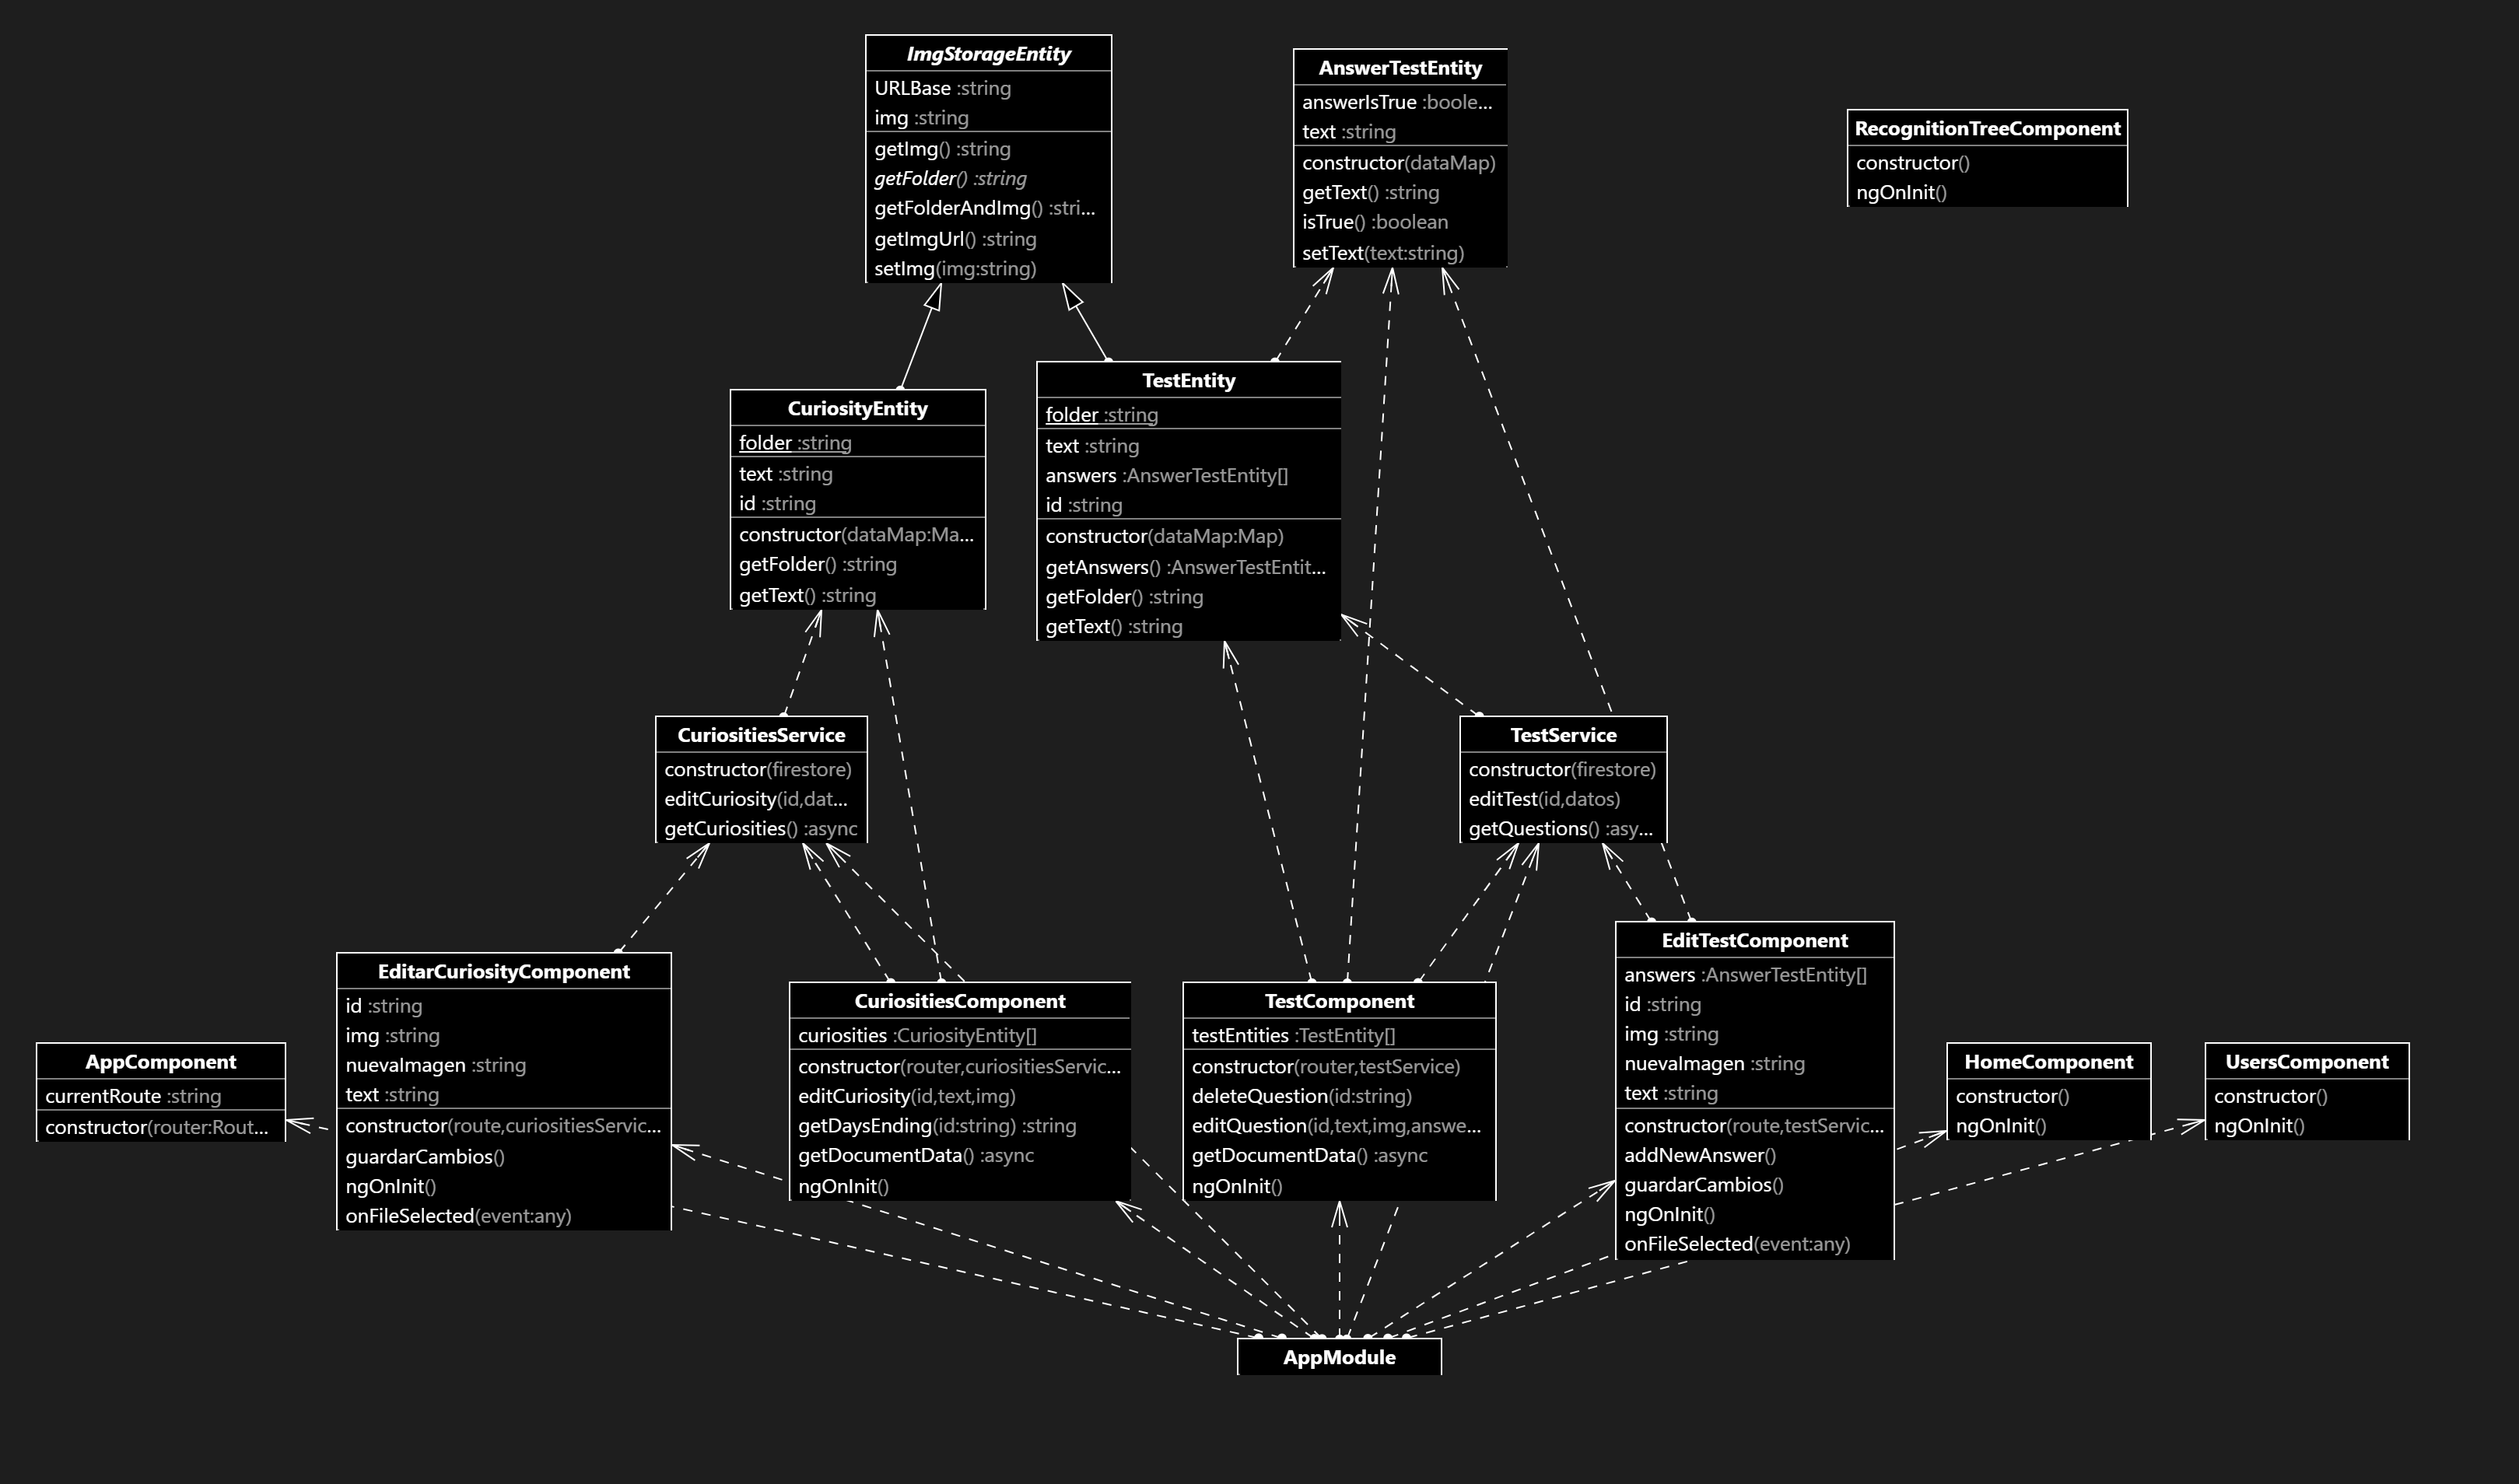 ImgStorageEntity
URLBase :string
img :string
getImg() :string
getFolder() :string
getFolderAndImg() :stri...
getImgUrl() :string
setImg(img:string)
AnswerTestEntity
answerIsTrue :boole...
text :string
constructor(dataMap)
getText() :string
isTrue() :boolean
setText(text:string)
RecognitionTreeComponent
constructor()
ngOnInit()
CuriosityEntity
folder :string
text :string
id :string
constructor(dataMap:Ma...
getFolder() :string
getText() :string
TestEntity
folder :string
text :string
answers :AnswerTestEntity[]
id :string
constructor(dataMap:Map)
getAnswers() :AnswerTestEntit...
getFolder() :string
getText() :string
CuriositiesService
constructor(firestore)
editCuriosity(id,dat...
getCuriosities() :async
TestService
constructor(firestore)
editTest(id,datos)
getQuestions() :asy...
AppComponent
currentRoute :string
constructor(router:Rout...
EditarCuriosityComponent
id :string
img :string
nuevaImagen :string
text :string
constructor(route,curiositiesServic...
guardarCambios()
ngOnInit()
onFileSelected(event:any)
CuriositiesComponent
curiosities :CuriosityEntity[]
constructor(router,curiositiesServic...
editCuriosity(id,text,img)
getDaysEnding(id:string) :string
getDocumentData() :async
ngOnInit()
TestComponent
testEntities :TestEntity[]
constructor(router,testService)
deleteQuestion(id:string)
editQuestion(id,text,img,answe...
getDocumentData() :async
ngOnInit()
EditTestComponent
answers :AnswerTestEntity[]
id :string
img :string
nuevaImagen :string
text :string
constructor(route,testServic...
addNewAnswer()
guardarCambios()
ngOnInit()
onFileSelected(event:any)
HomeComponent
constructor()
ngOnInit()
UsersComponent
constructor()
ngOnInit()
AppModule